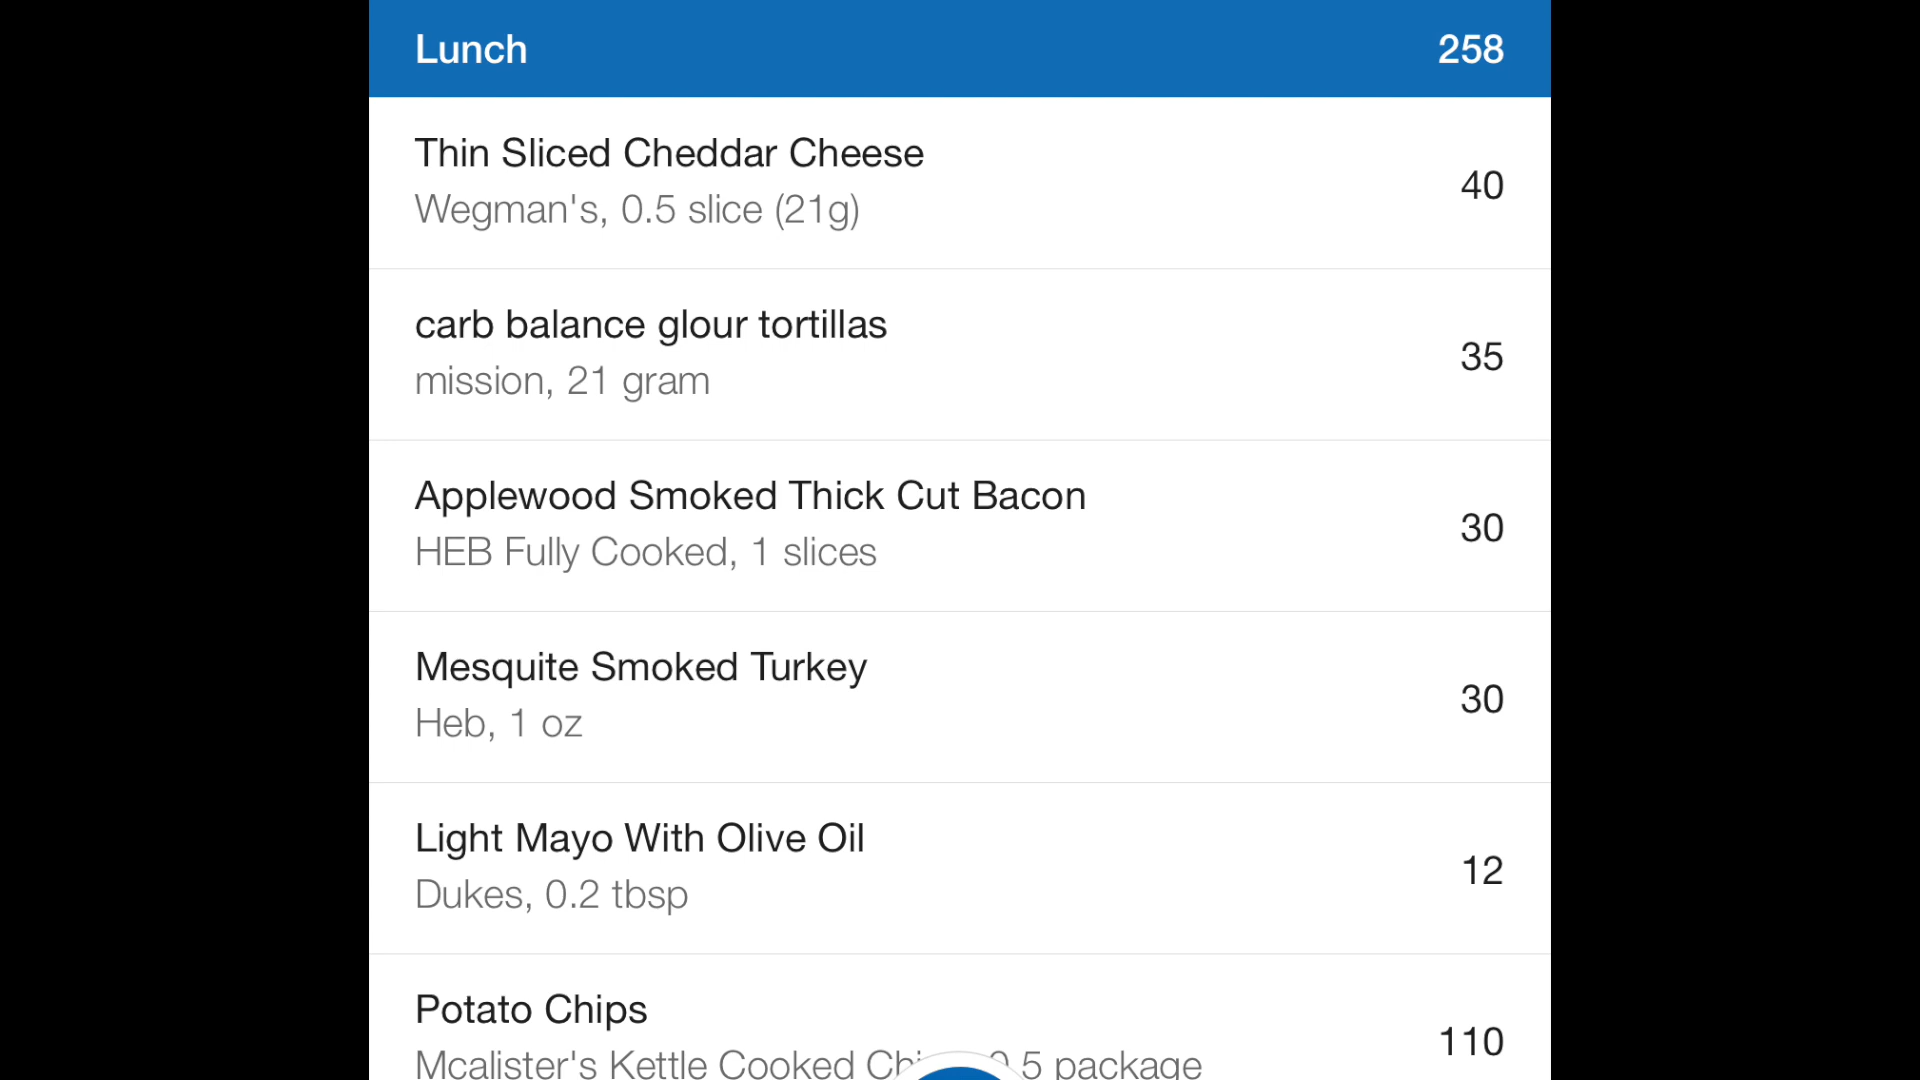 Lunch 258
Thin Sliced Cheddar Cheese
Wegman's, 0.5 slice (21g)
40
carb balance glour tortillas
mission, 21 gram
35
Applewood Smoked Thick Cut Bacon
HEB Fully Cooked, 1 slices
30
Mesquite Smoked Turkey
Heb, 1 oz
30
Light Mayo With Olive Oil
Dukes, 0.2 tbsp
12
Potato Chips
Mcalister's Kettle Cooked 5 package
110